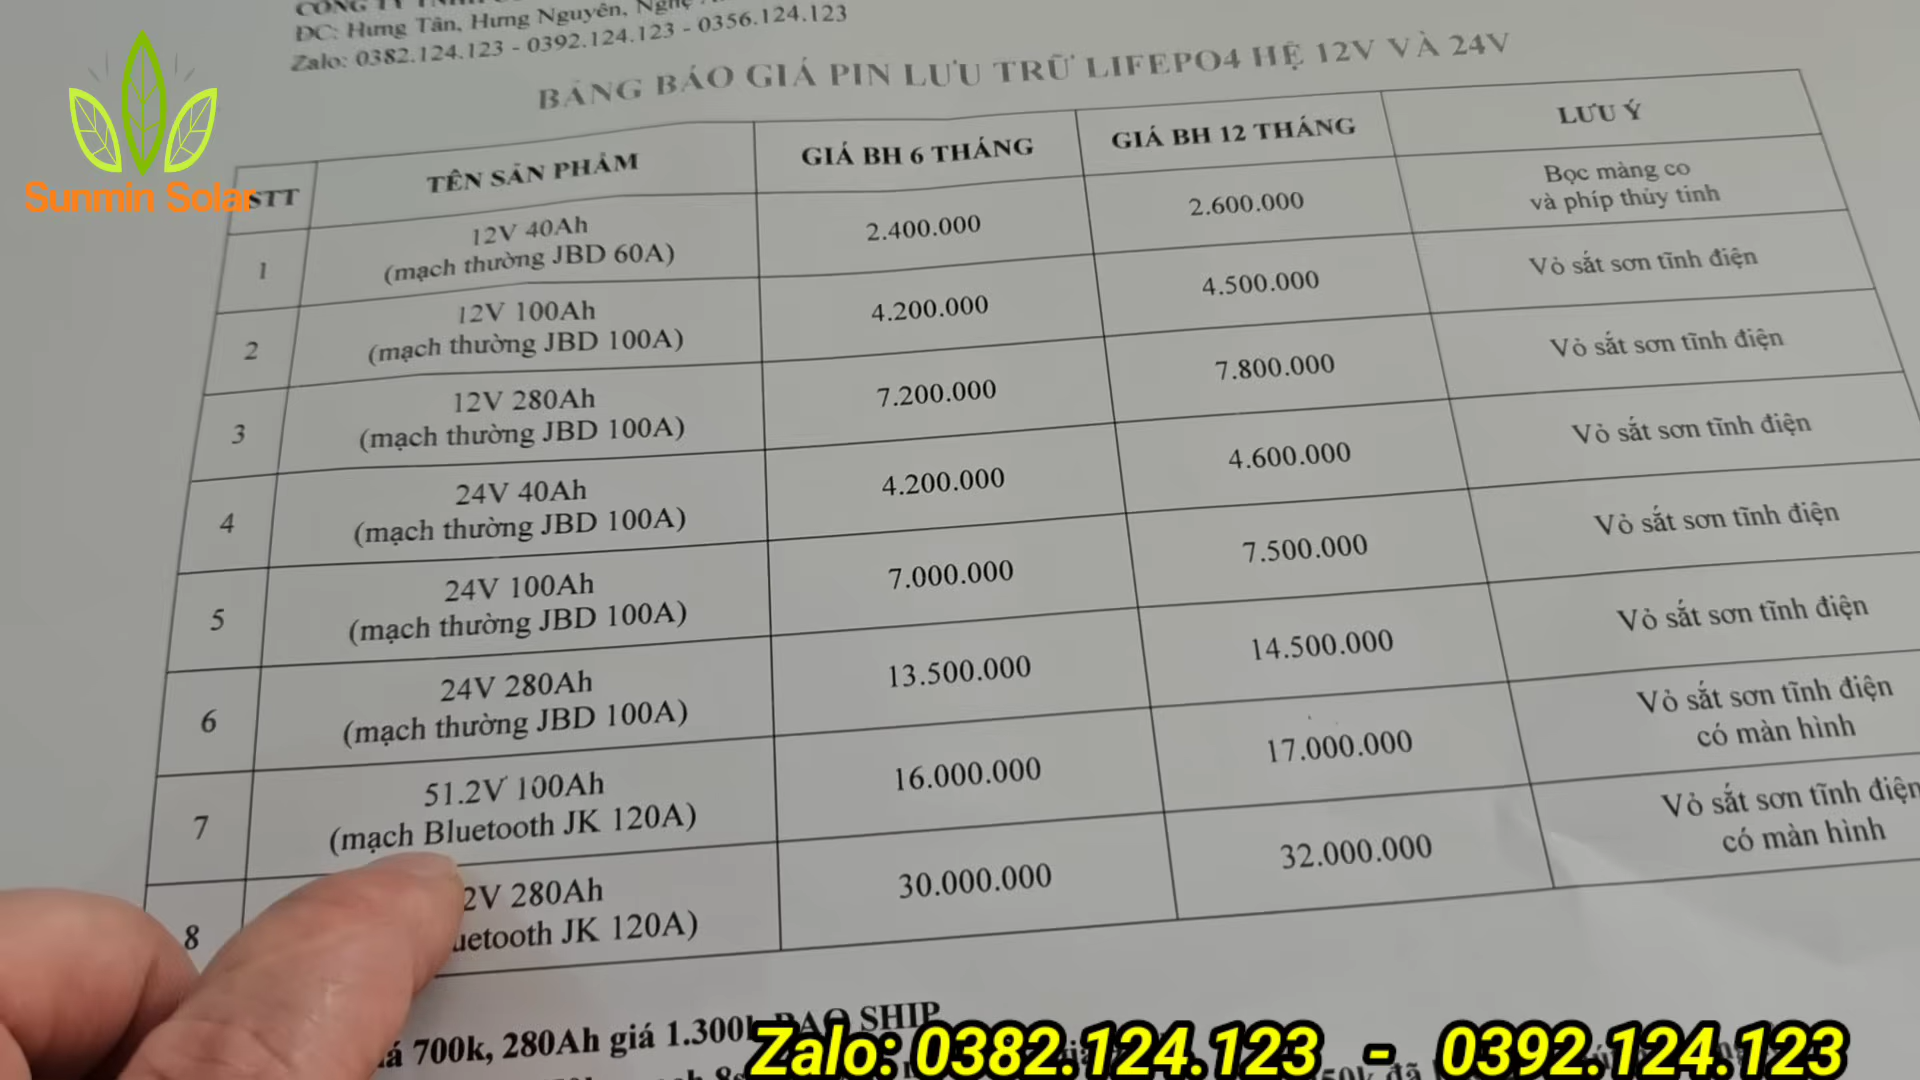 ĐC: Hưng Tân, Hưng Nguyên, Nghệ
Zalo: 0382.124.123 - 0392.124.123 - 0356.124.123
BẢNG BÁO GIÁ PIN LƯU TRỮ LIFEPO4 HỆ 12V VÀ 24V
Sunmin Solar
STT TÊN SẢN PHẨM GIÁ BH 6 THÁNG GIÁ BH 12 THÁNG LƯU Ý
1 12V 40Ah 2.400.000 2.600.000 Bọc màng co
(mạch thường JBD 60A) và phíp thủy tinh
2 12V 100Ah 4.200.000 4.500.000 Vỏ sắt sơn tĩnh điện
(mạch thường JBD 100A)
3 12V 280Ah 7.200.000 7.800.000 Vỏ sắt sơn tĩnh điện
(mạch thường JBD 100A)
4 24V 40Ah 4.200.000 4.600.000 Vỏ sắt sơn tĩnh điện
(mạch thường JBD 100A)
5 24V 100Ah 7.000.000 7.500.000 Vỏ sắt sơn tĩnh điện
(mạch thường JBD 100A)
6 24V 280Ah 13.500.000 14.500.000 Vỏ sắt sơn tĩnh điện
(mạch thường JBD 100A)
7 51.2V 100Ah 16.000.000 17.000.000 Vỏ sắt sơn tĩnh điện
(mạch Bluetooth JK 120A) có màn hình
8 2V 280Ah 30.000.000 32.000.000 Vỏ sắt sơn tĩnh điện
uetooth JK 120A) có màn hình
700k, 280Ah giá 1.300k BAO SHIP
Zalo: 0382.124.123 - 0392.124.123